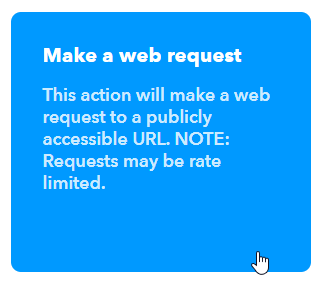 Make a web request
This action will make a web
request to a publicly
accessible URL. NOTE:
Requests may be rate
limited.